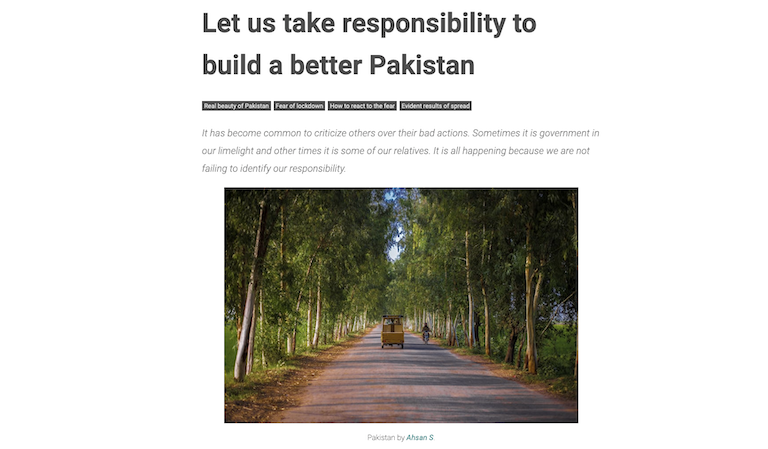 Let us take responsibility to
build a better Pakistan
Real beauty of Pakistan Fear of lockdown How to react to the fear Evident results of spread
It has become common to criticize others over their bad actions. Sometimes it is government in
our limelight and other times it is some of our relatives. It is all happening because we are not
failing to identify our responsibility.
Pakistan by Ahsan S